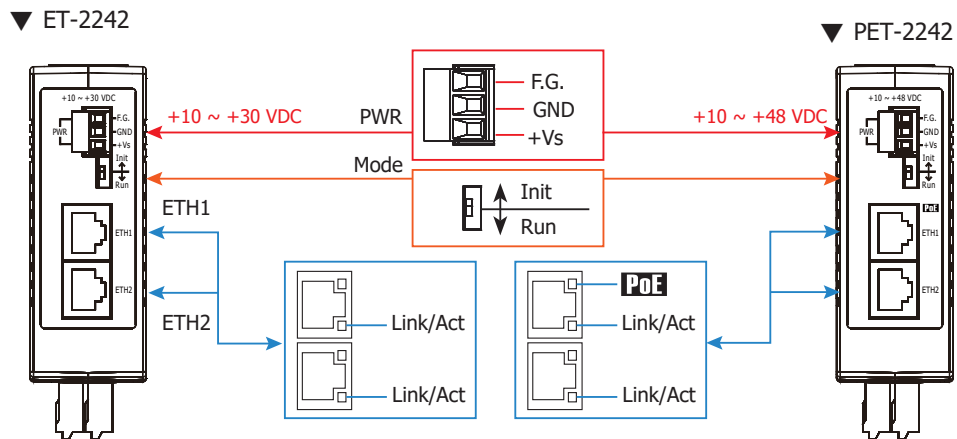 ▼ ET-2242
▼ PET-2242
+10 ~ +30 VDC
PWR
F.G.
GND
+Vs
Init
Run
ETH1
ETH2
+10 ~ +30 VDC
PWR
F.G.
GND
+Vs
+10 ~ +48 VDC
Mode
Init
Run
ETH1
ETH2
Link/Act
Link/Act
PoE
Link/Act
Link/Act
+10 ~ +48 VDC
PWR
F.G.
GND
+Vs
Init
Run
PoE
ETH1
ETH2